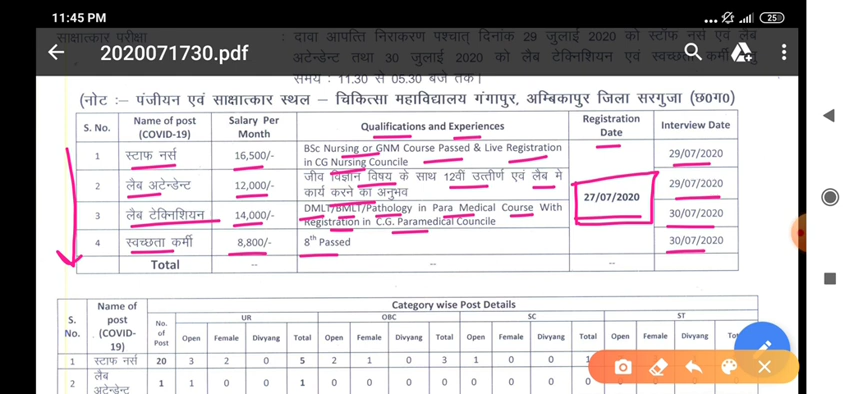 11:45 PM
25
साक्षात्कार परीक्षा : दावा आपत्ति निराकरण पश्चात् दिनांक 29 जुलाई 2020 को स्टॉफ नर्स एवं लैब
2020071730.pdf
अटेन्डेन्ट तथा 30 जुलाई 2020 को लैब टेक्निशियन एवं स्वच्छता कर्मी
समय : 11.30 से 05.30 बजे तक।
(नोट :– पंजीयन एवं साक्षात्कार स्थल – चिकित्सा महाविद्यालय गंगापुर, अम्बिकापुर जिला सरगुजा (छ0ग0)
S. No. Name of post (COVID-19) Salary Per Month Qualifications and Experiences Registration Date Interview Date
1 स्टाफ नर्स 16,500/- BSc Nursing or GNM Course Passed & Live Registration in CG Nursing Councile 29/07/2020
2 लैब अटेन्डेन्ट 12,000/- जीव विज्ञान विषय के साथ 12वीं उत्तीर्ण एवं लैब मे कार्य करने का अनुभव 29/07/2020
27/07/2020
3 लैब टेक्निशियन 14,000/- DMLT/BMLT/Pathology in Para Medical Course With Registration in C.G. Paramedical Councile 30/07/2020
4 स्वच्छता कर्मी 8,800/- 8th Passed 30/07/2020
Total -- -- -- --
S. No. Name of post (COVID-19) Category wise Post Details
No. of Post UR OBC SC ST
Open Female Divyang Total Open Female Divyang Total Open Female Divyang Total Open Female Divyang
1 स्टाफ नर्स 20 3 2 0 5 2 1 0 3 1 0 0
2 लैब अटेन्डेन्ट 1 1 0 0 1 0 0 0 0 0 0 0